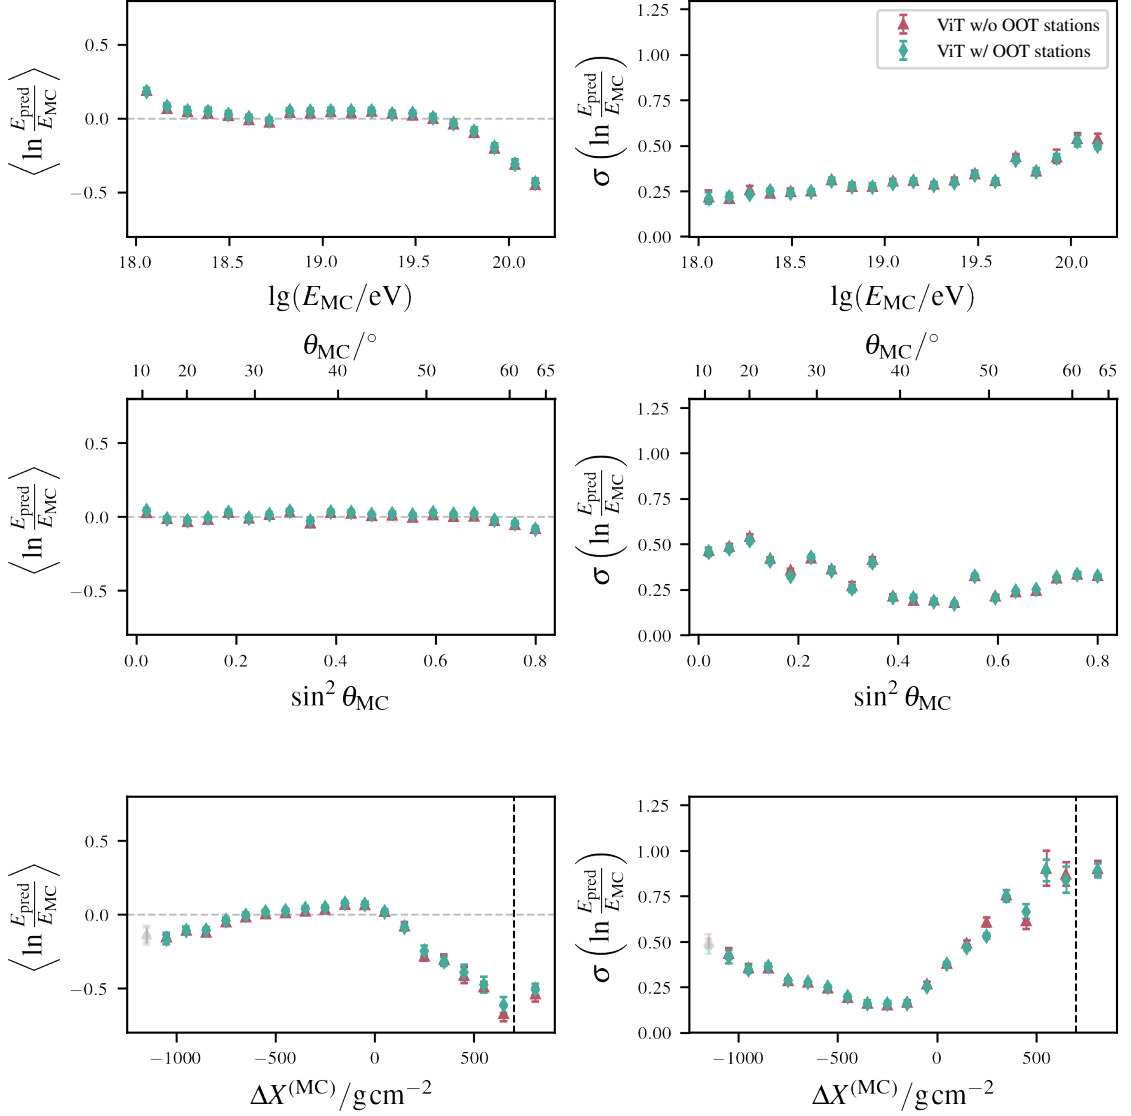 0.5
0.0
−0.5
⟨ln E_pred/E_MC⟩
18.0 18.5 19.0 19.5 20.0
lg(E_MC/eV)
1.25
1.00
0.75
0.50
0.25
0.00
σ(ln E_pred/E_MC)
ViT w/o OOT stations
ViT w/ OOT stations
18.0 18.5 19.0 19.5 20.0
lg(E_MC/eV)
θ_MC/°
10 20 30 40 50 60 65
0.5
0.0
−0.5
⟨ln E_pred/E_MC⟩
0.0 0.2 0.4 0.6 0.8
sin² θ_MC
θ_MC/°
10 20 30 40 50 60 65
1.25
1.00
0.75
0.50
0.25
0.00
σ(ln E_pred/E_MC)
0.0 0.2 0.4 0.6 0.8
sin² θ_MC
0.5
0.0
−0.5
⟨ln E_pred/E_MC⟩
−1000 −500 0 500
ΔX^(MC)/g cm⁻²
1.25
1.00
0.75
0.50
0.25
0.00
σ(ln E_pred/E_MC)
−1000 −500 0 500
ΔX^(MC)/g cm⁻²